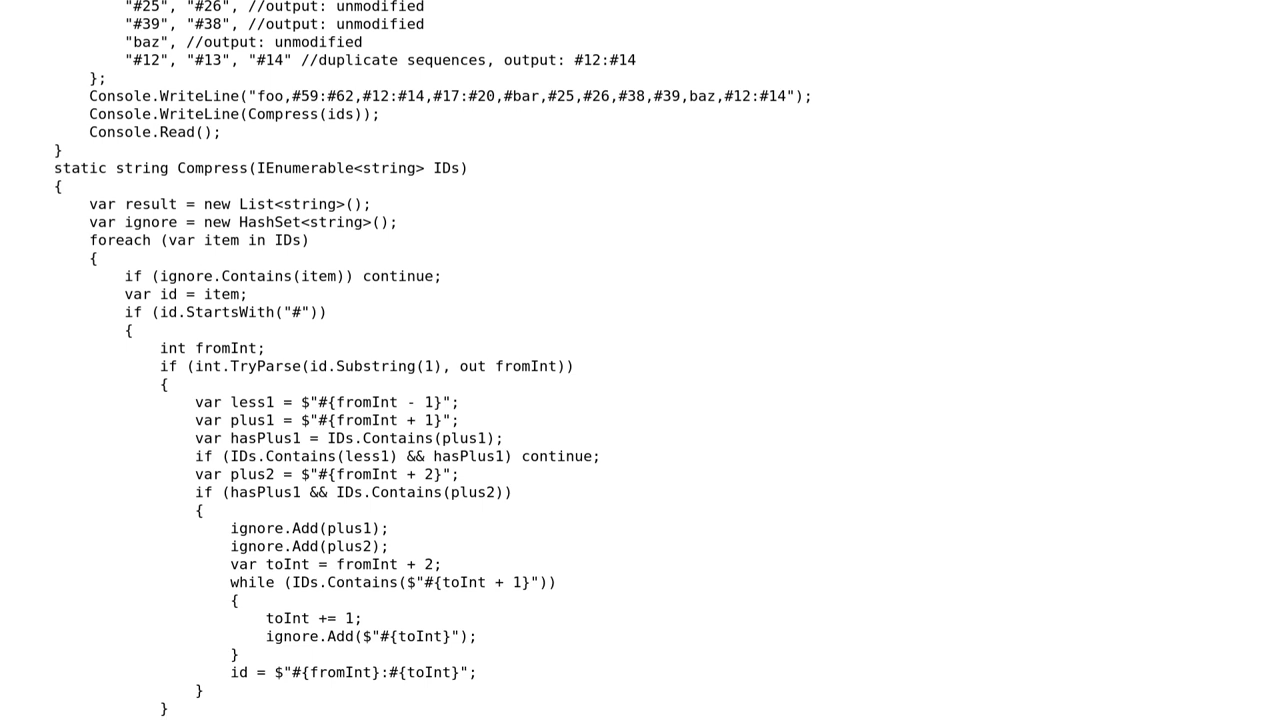 "#25", "#26", //output: unmodified
"#39", "#38", //output: unmodified
"baz", //output: unmodified
"#12", "#13", "#14" //duplicate sequences, output: #12:#14
};
Console.WriteLine("foo,#59:#62,#12:#14,#17:#20,#bar,#25,#26,#38,#39,baz,#12:#14");
Console.WriteLine(Compress(ids));
Console.Read();
}
static string Compress(IEnumerable<string> IDs)
{
var result = new List<string>();
var ignore = new HashSet<string>();
foreach (var item in IDs)
{
if (ignore.Contains(item)) continue;
var id = item;
if (id.StartsWith("#"))
{
int fromInt;
if (int.TryParse(id.Substring(1), out fromInt))
{
var less1 = $"#{fromInt - 1}";
var plus1 = $"#{fromInt + 1}";
var hasPlus1 = IDs.Contains(plus1);
if (IDs.Contains(less1) && hasPlus1) continue;
var plus2 = $"#{fromInt + 2}";
if (hasPlus1 && IDs.Contains(plus2))
{
ignore.Add(plus1);
ignore.Add(plus2);
var toInt = fromInt + 2;
while (IDs.Contains($"#{toInt + 1}"))
{
toInt += 1;
ignore.Add($"#{toInt}");
}
id = $"#{fromInt}:#{toInt}";
}
}